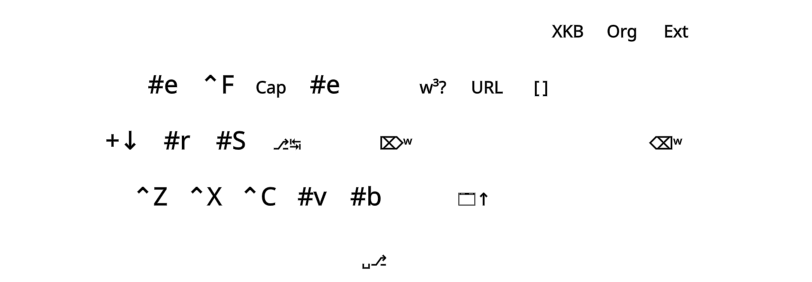 XKB Org Ext
#e ^F Cap #e w³? URL []
+↓ #r #S ⎇↹ ⌦ʷ ⌫ʷ
^Z ^X ^C #v #b 🗔↑
␣⎇